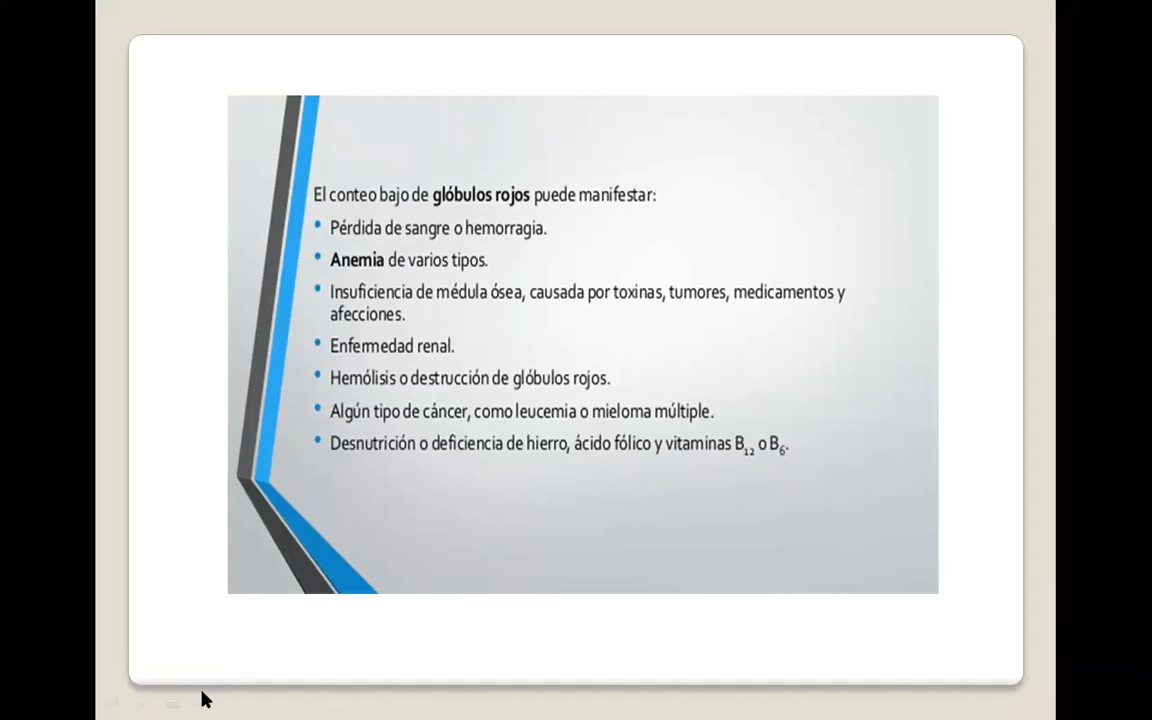 El conteo bajo de glóbulos rojos puede manifestar:
• Pérdida de sangre o hemorragia.
• Anemia de varios tipos.
• Insuficiencia de médula ósea, causada por toxinas, tumores, medicamentos y
afecciones.
• Enfermedad renal.
• Hemólisis o destrucción de glóbulos rojos.
• Algún tipo de cáncer, como leucemia o mieloma múltiple.
• Desnutrición o deficiencia de hierro, ácido fólico y vitaminas B₁₂ o B₆.